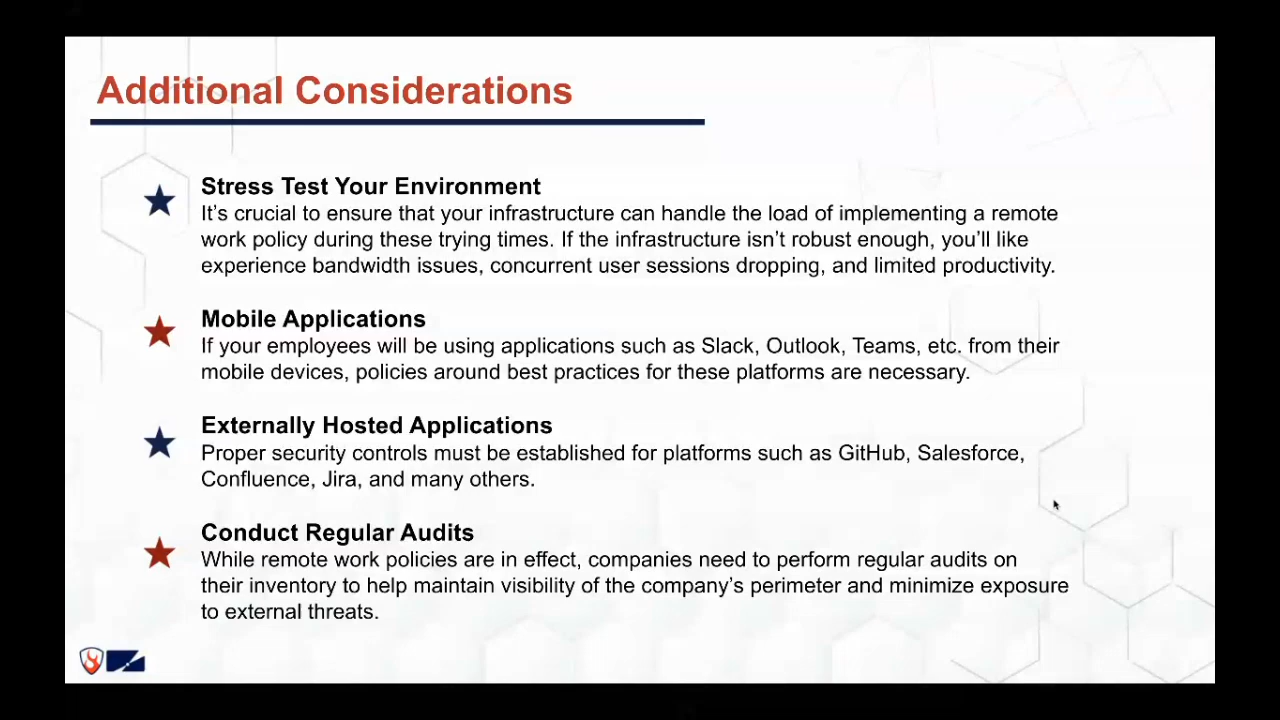 Additional Considerations
Stress Test Your Environment
It's crucial to ensure that your infrastructure can handle the load of implementing a remote
work policy during these trying times. If the infrastructure isn't robust enough, you'll like
experience bandwidth issues, concurrent user sessions dropping, and limited productivity.
Mobile Applications
If your employees will be using applications such as Slack, Outlook, Teams, etc. from their
mobile devices, policies around best practices for these platforms are necessary.
Externally Hosted Applications
Proper security controls must be established for platforms such as GitHub, Salesforce,
Confluence, Jira, and many others.
Conduct Regular Audits
While remote work policies are in effect, companies need to perform regular audits on
their inventory to help maintain visibility of the company's perimeter and minimize exposure
to external threats.